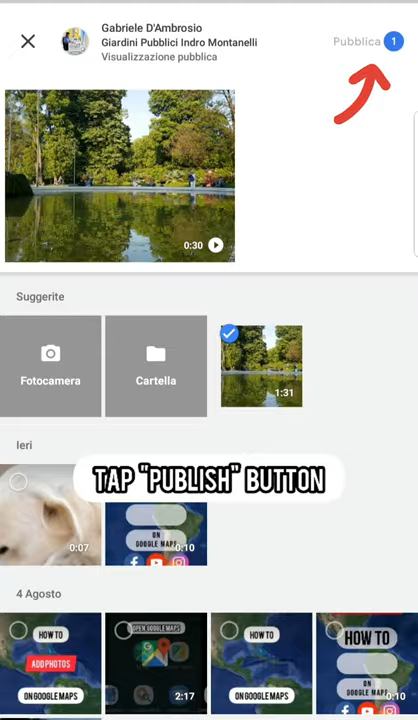 Gabriele D'Ambrosio
Giardini Pubblici Indro Montanelli
Visualizzazione pubblica
Pubblica 1
0:30
Suggerite
Fotocamera
Cartella
1:31
Ieri
TAP "PUBLISH" BUTTON
0:07
ON
GOOGLE MAPS
0:10
4 Agosto
HOW TO
ADD PHOTOS
ON GOOGLE MAPS
OPEN GOOGLE MAPS
2:17
HOW TO
ON GOOGLE MAPS
HOW TO
ON
GOOGLE MAPS
0:10